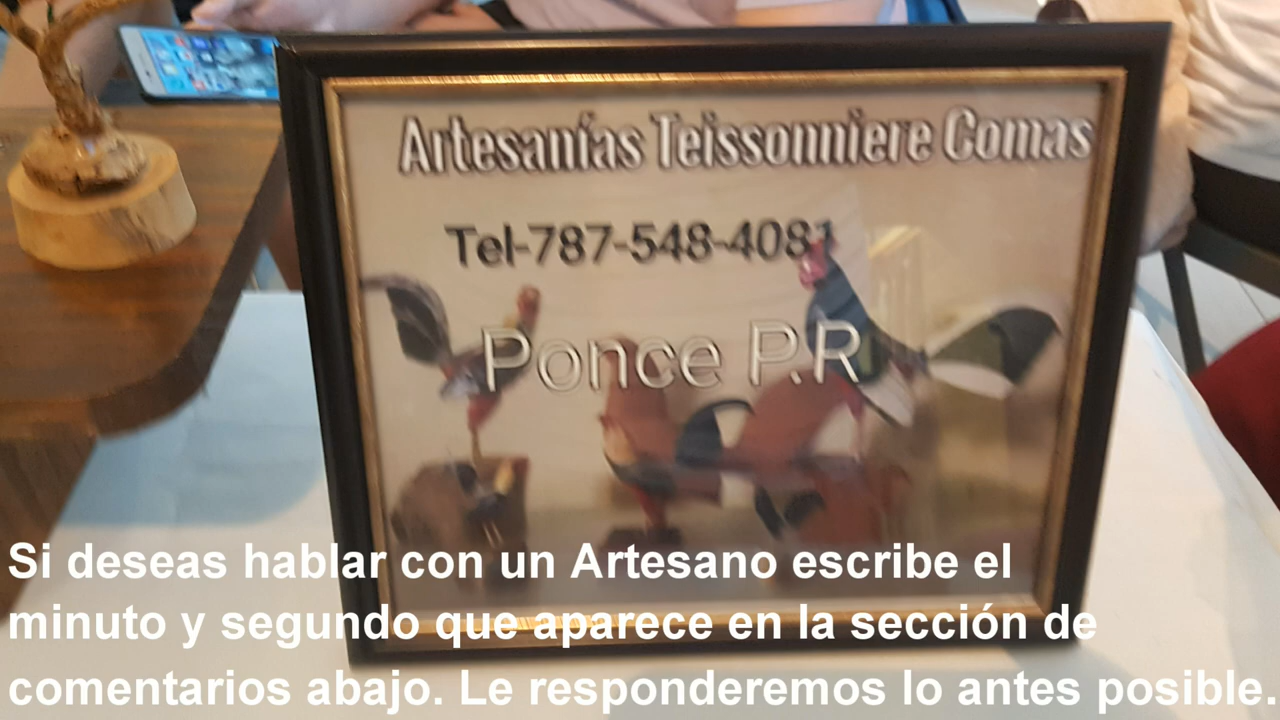 Artesanías Teissonniere Comas
Tel-787-548-4081
Ponce P.R
Si deseas hablar con un Artesano escribe el
minuto y segundo que aparece en la sección de
comentarios abajo. Le responderemos lo antes posible.